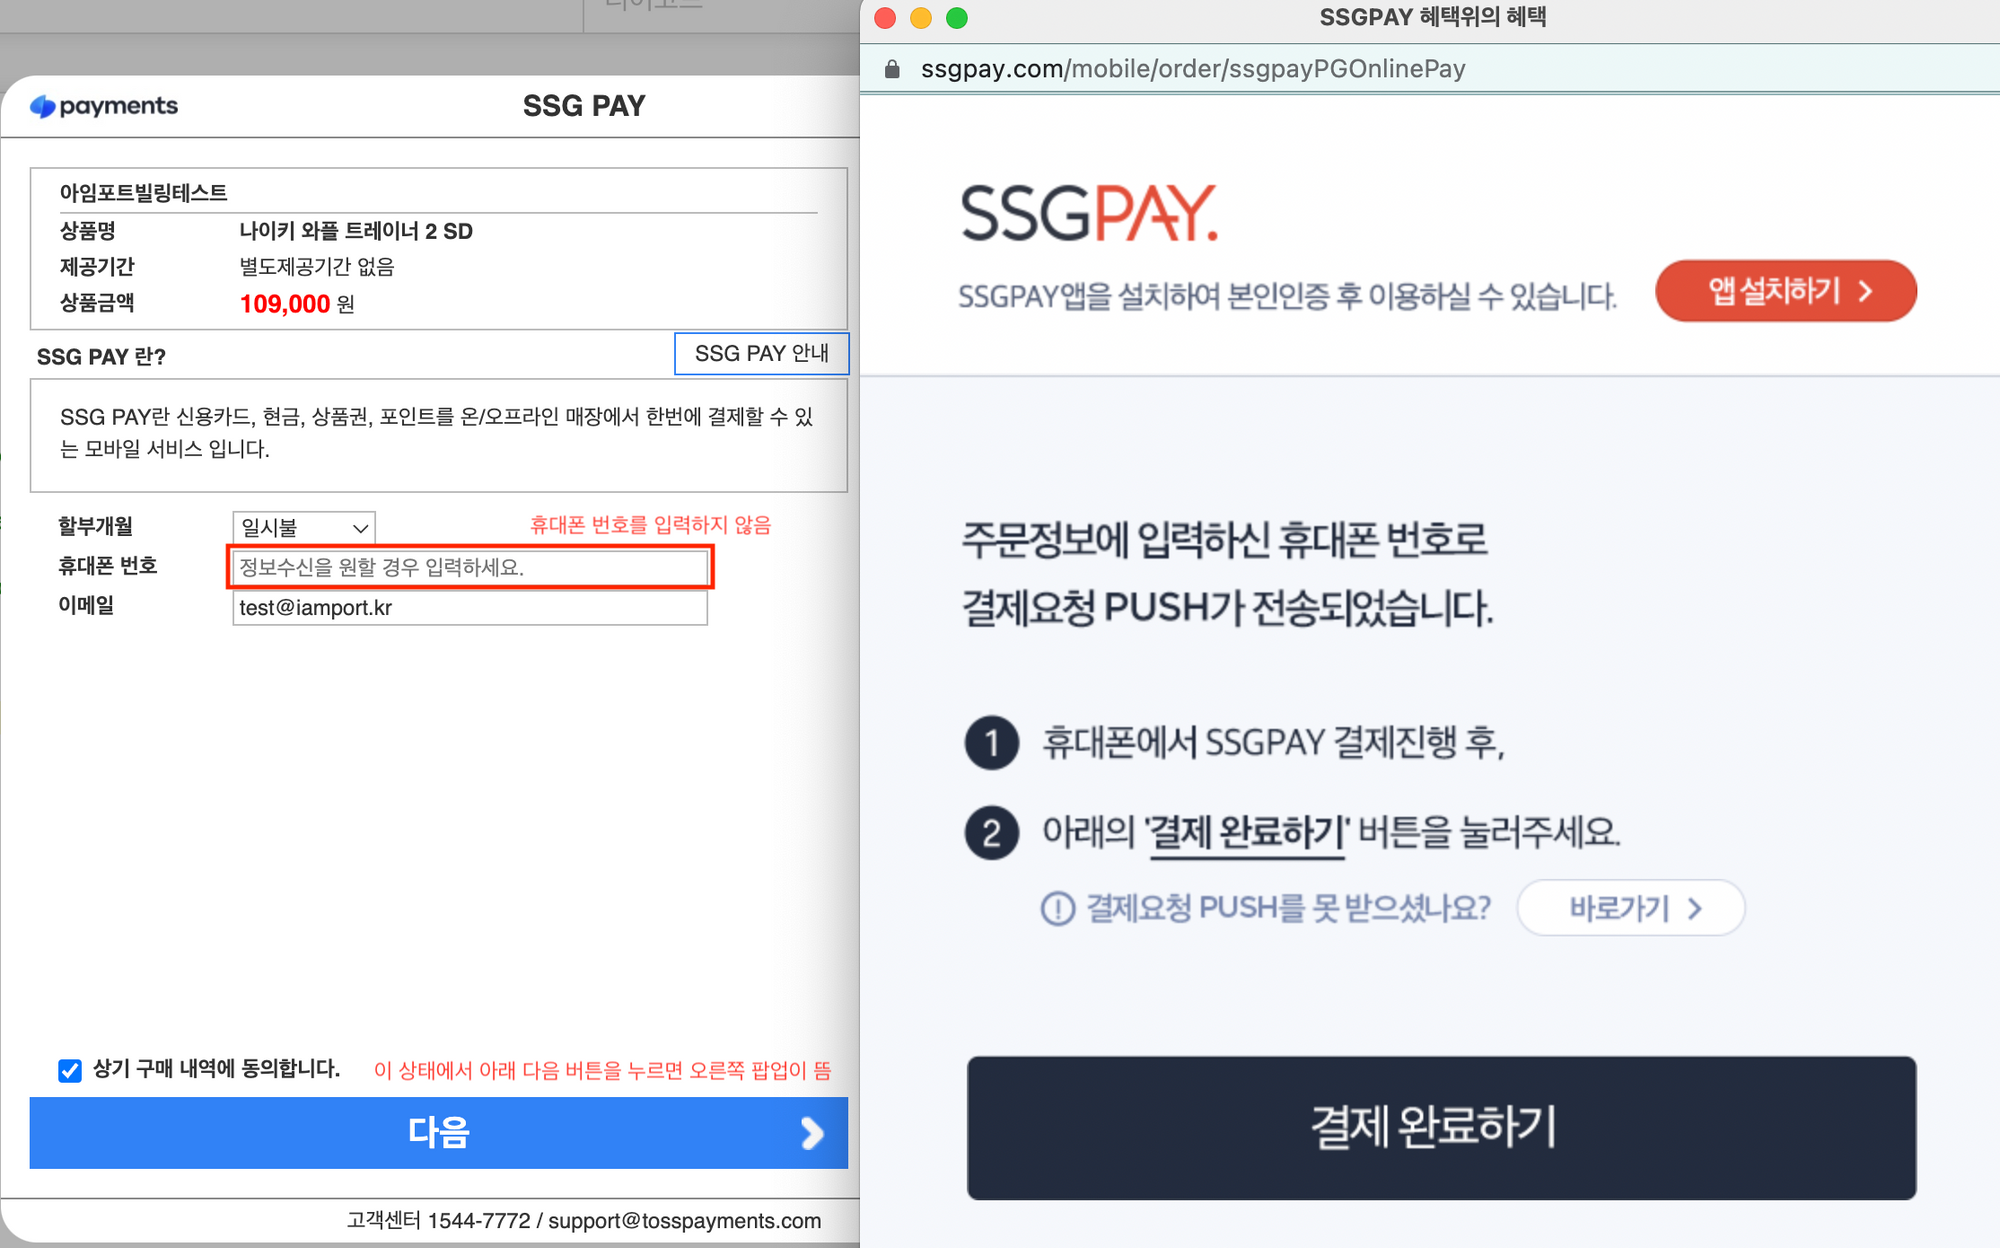 payments
SSG PAY
아임포트빌링테스트
상품명 나이키 와플 트레이너 2 SD
제공기간 별도제공기간 없음
상품금액 109,000 원
SSG PAY 란?
SSG PAY 안내
SSG PAY란 신용카드, 현금, 상품권, 포인트를 온/오프라인 매장에서 한번에 결제할 수 있
는 모바일 서비스 입니다.
할부개월 일시불 휴대폰 번호를 입력하지 않음
휴대폰 번호 정보수신을 원할 경우 입력하세요.
이메일 test@iamport.kr
상기 구매 내역에 동의합니다. 이 상태에서 아래 다음 버튼을 누르면 오른쪽 팝업이 뜸
다음
고객센터 1544-7772 / support@tosspayments.com
SSGPAY 혜택위의 혜택
ssgpay.com/mobile/order/ssgpayPGOnlinePay
SSGPAY.
SSGPAY앱을 설치하여 본인인증 후 이용하실 수 있습니다.
앱 설치하기
주문정보에 입력하신 휴대폰 번호로
결제요청 PUSH가 전송되었습니다.
1 휴대폰에서 SSGPAY 결제진행 후,
2 아래의 '결제 완료하기' 버튼을 눌러주세요.
결제요청 PUSH를 못 받으셨나요? 바로가기
결제 완료하기